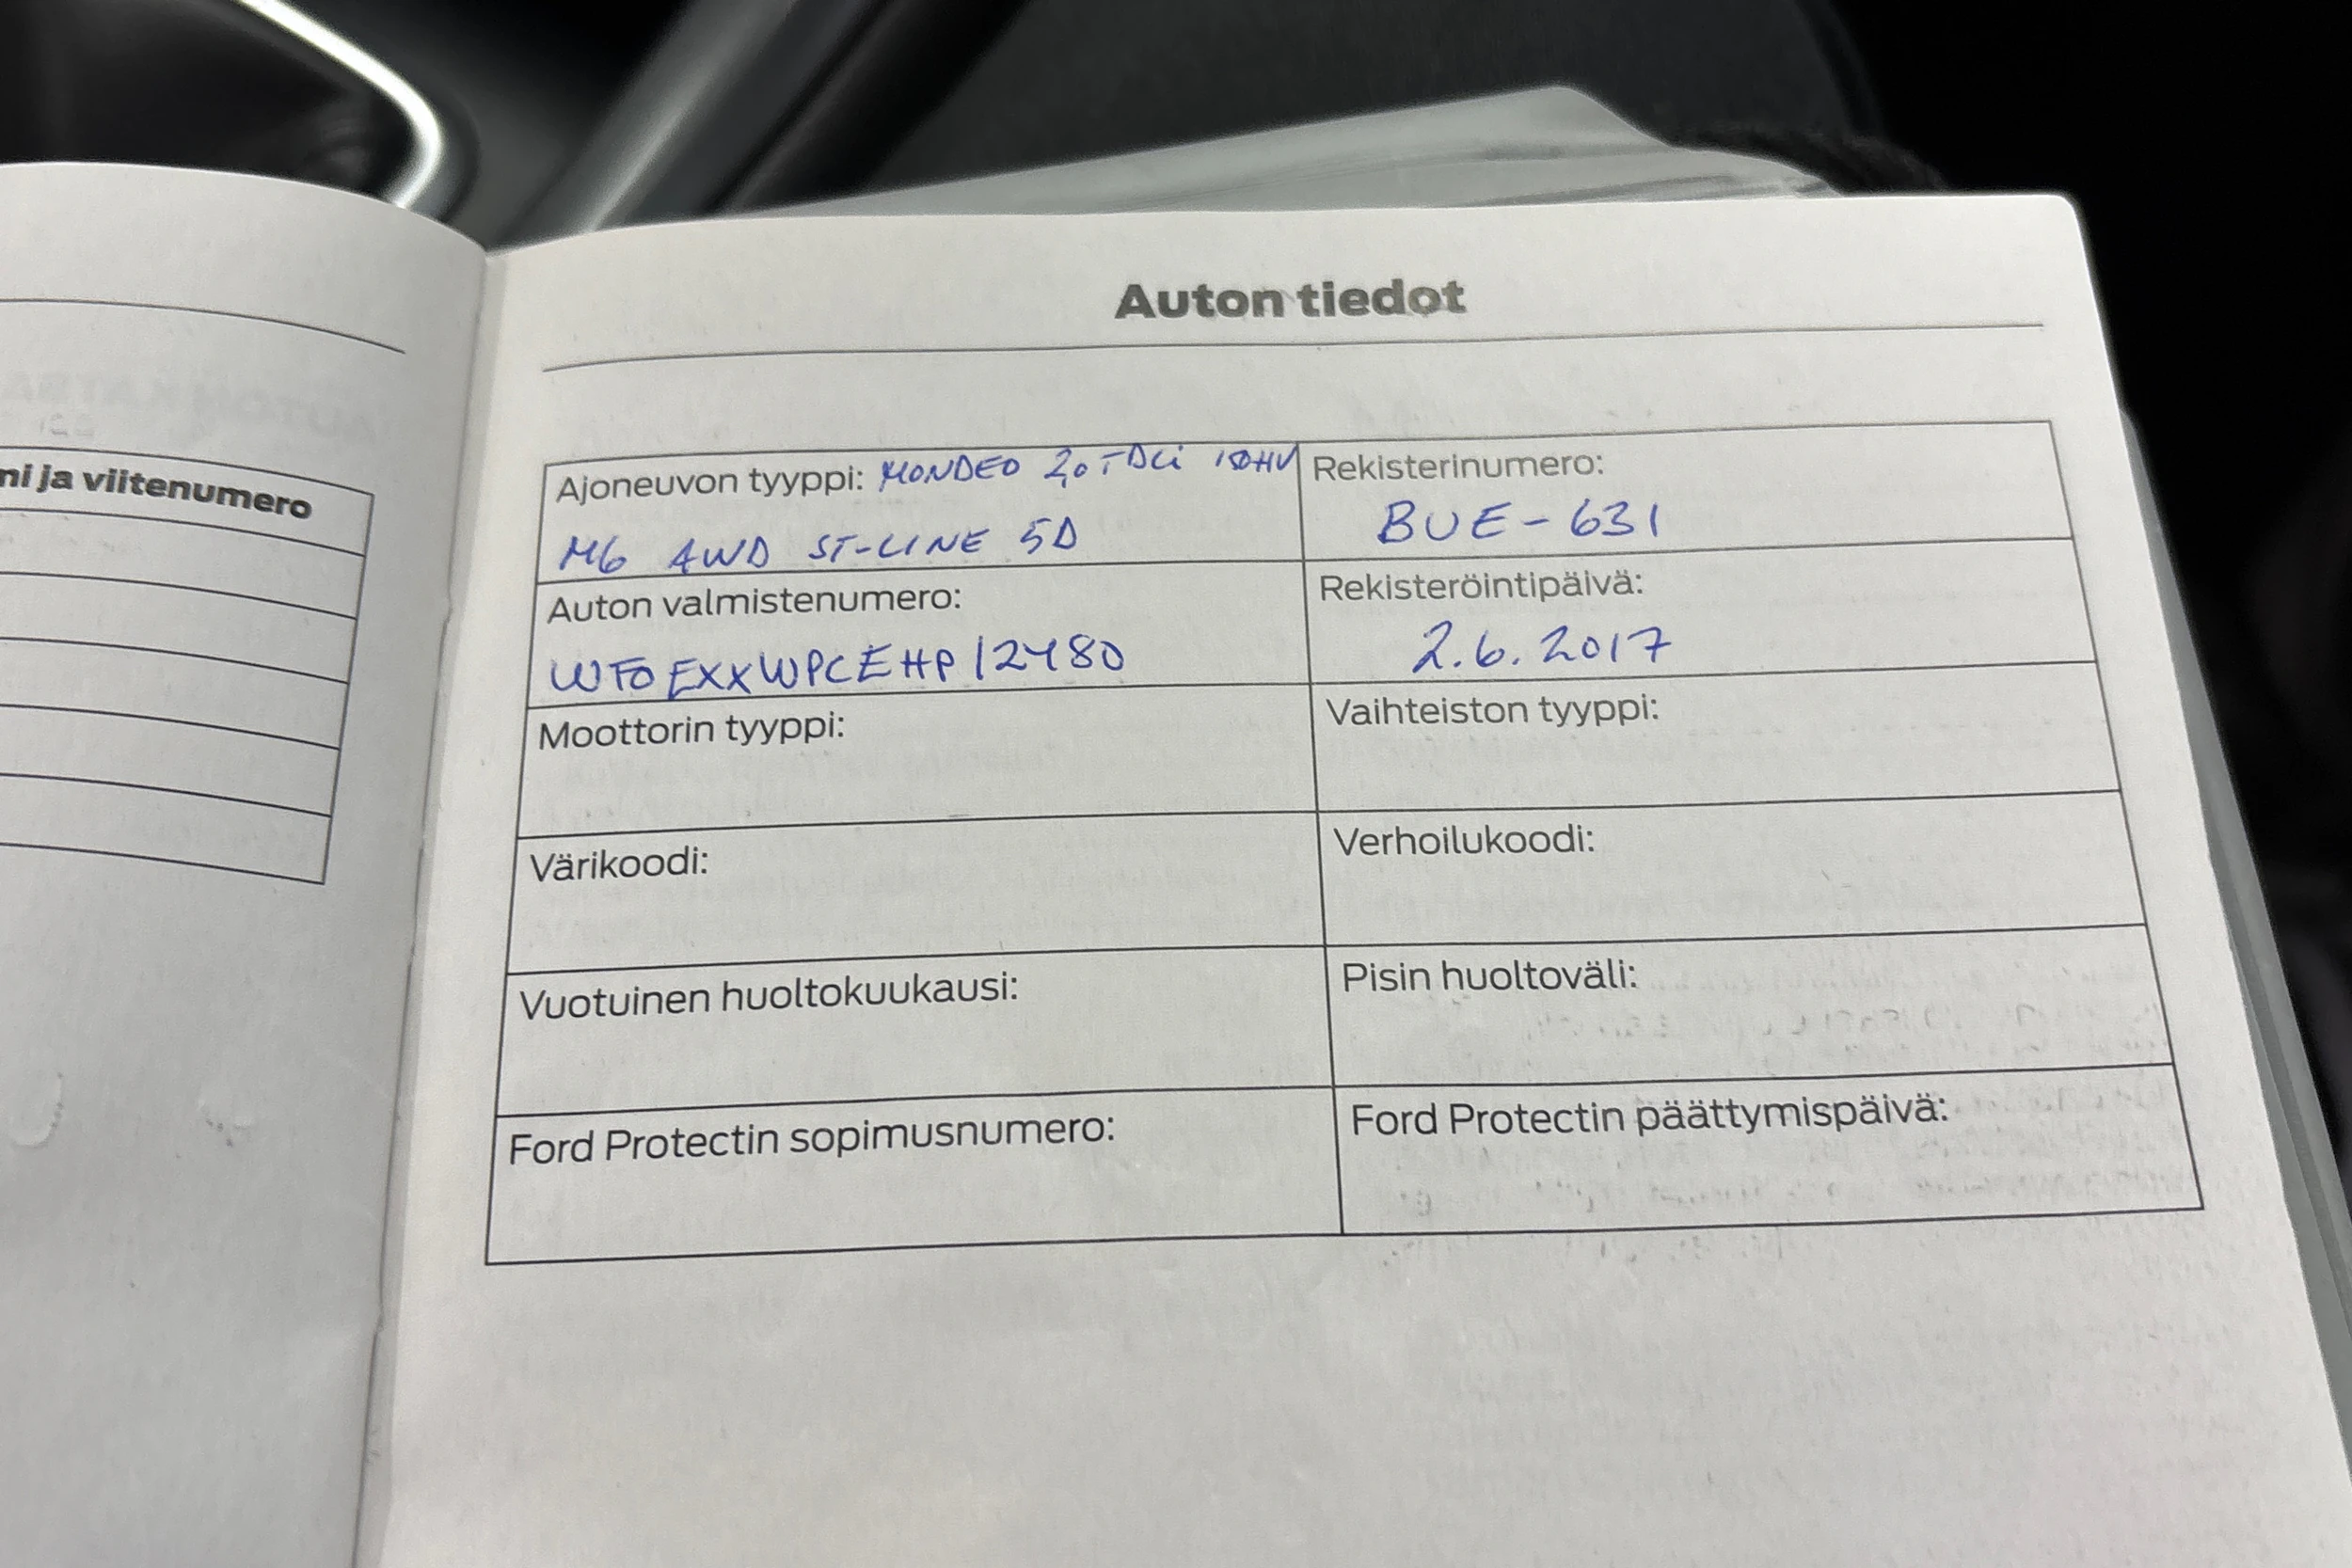 mi ja viitenumero
Auton tiedot
Ajoneuvon tyyppi: MONDEO 2,0 TDCi 150HV
M6 AWD ST-LINE 5D
Rekisterinumero:
BUE-631
Auton valmistenumero:
WF0EXXWPCEHP12480
Rekisteröintipäivä:
2.6.2017
Moottorin tyyppi:
Vaihteiston tyyppi:
Värikoodi:
Verhoilukoodi:
Vuotuinen huoltokuukausi:
Pisin huoltoväli:
Ford Protectin sopimusnumero:
Ford Protectin päättymispäivä: